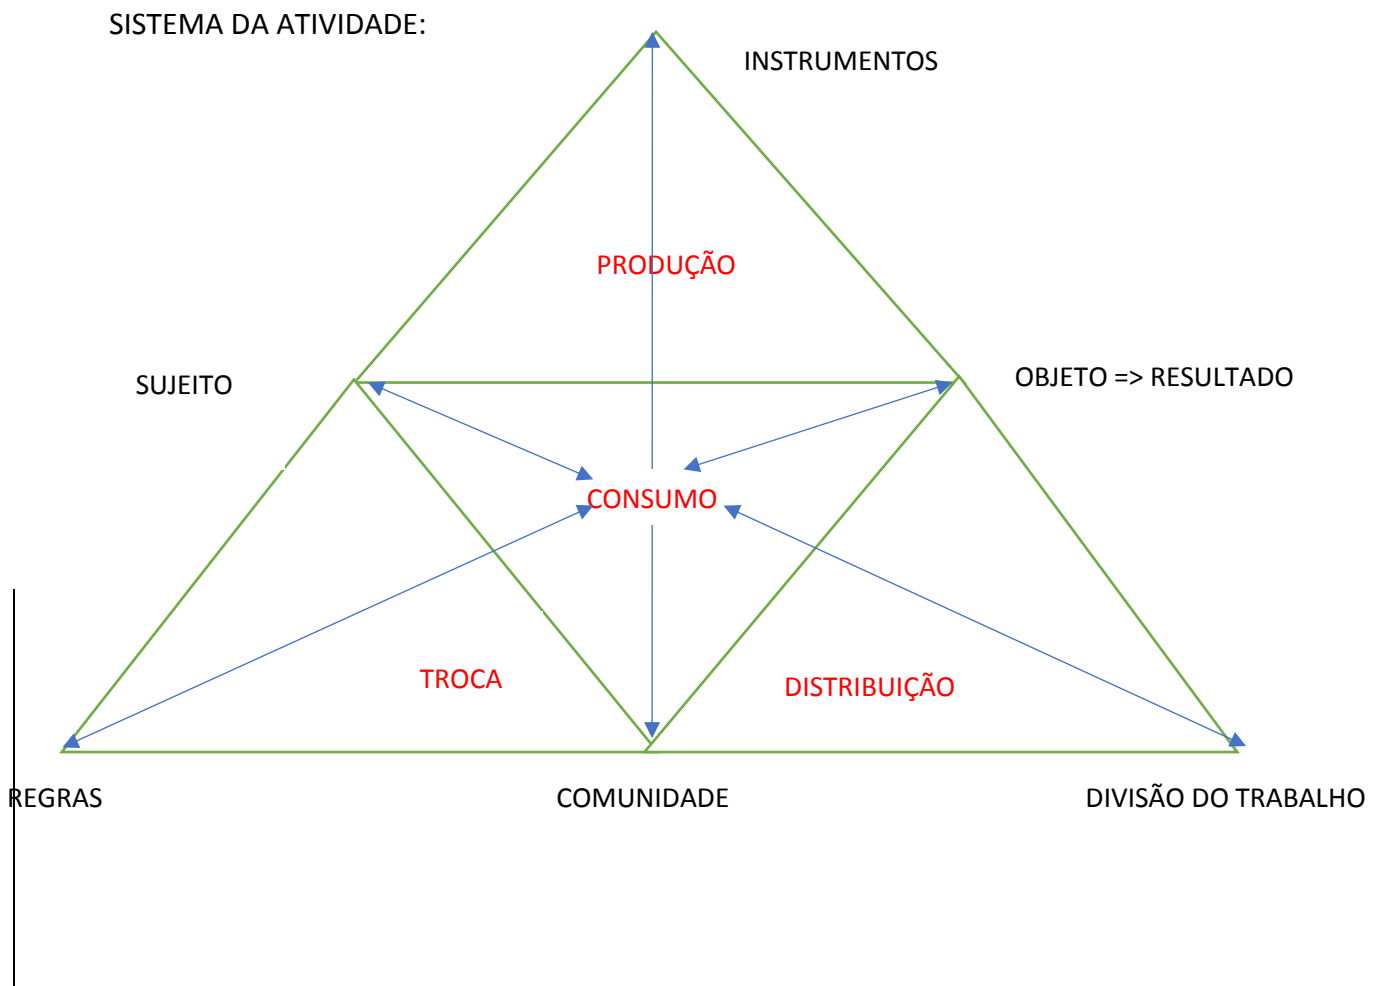 SISTEMA DA ATIVIDADE:
INSTRUMENTOS
PRODUÇÃO
SUJEITO
OBJETO => RESULTADO
CONSUMO
TROCA
DISTRIBUIÇÃO
REGRAS
COMUNIDADE
DIVISÃO DO TRABALHO